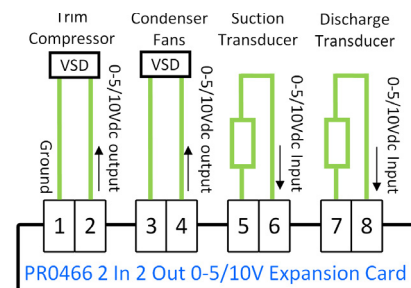 Trim Compressor
Condenser Fans
Suction Transducer
Discharge Transducer
VSD
VSD
Ground
0-5/10Vdc output
0-5/10Vdc output
0-5/10Vdc Input
0-5/10Vdc Input
1 2 3 4 5 6 7 8
PR0466 2 In 2 Out 0-5/10V Expansion Card